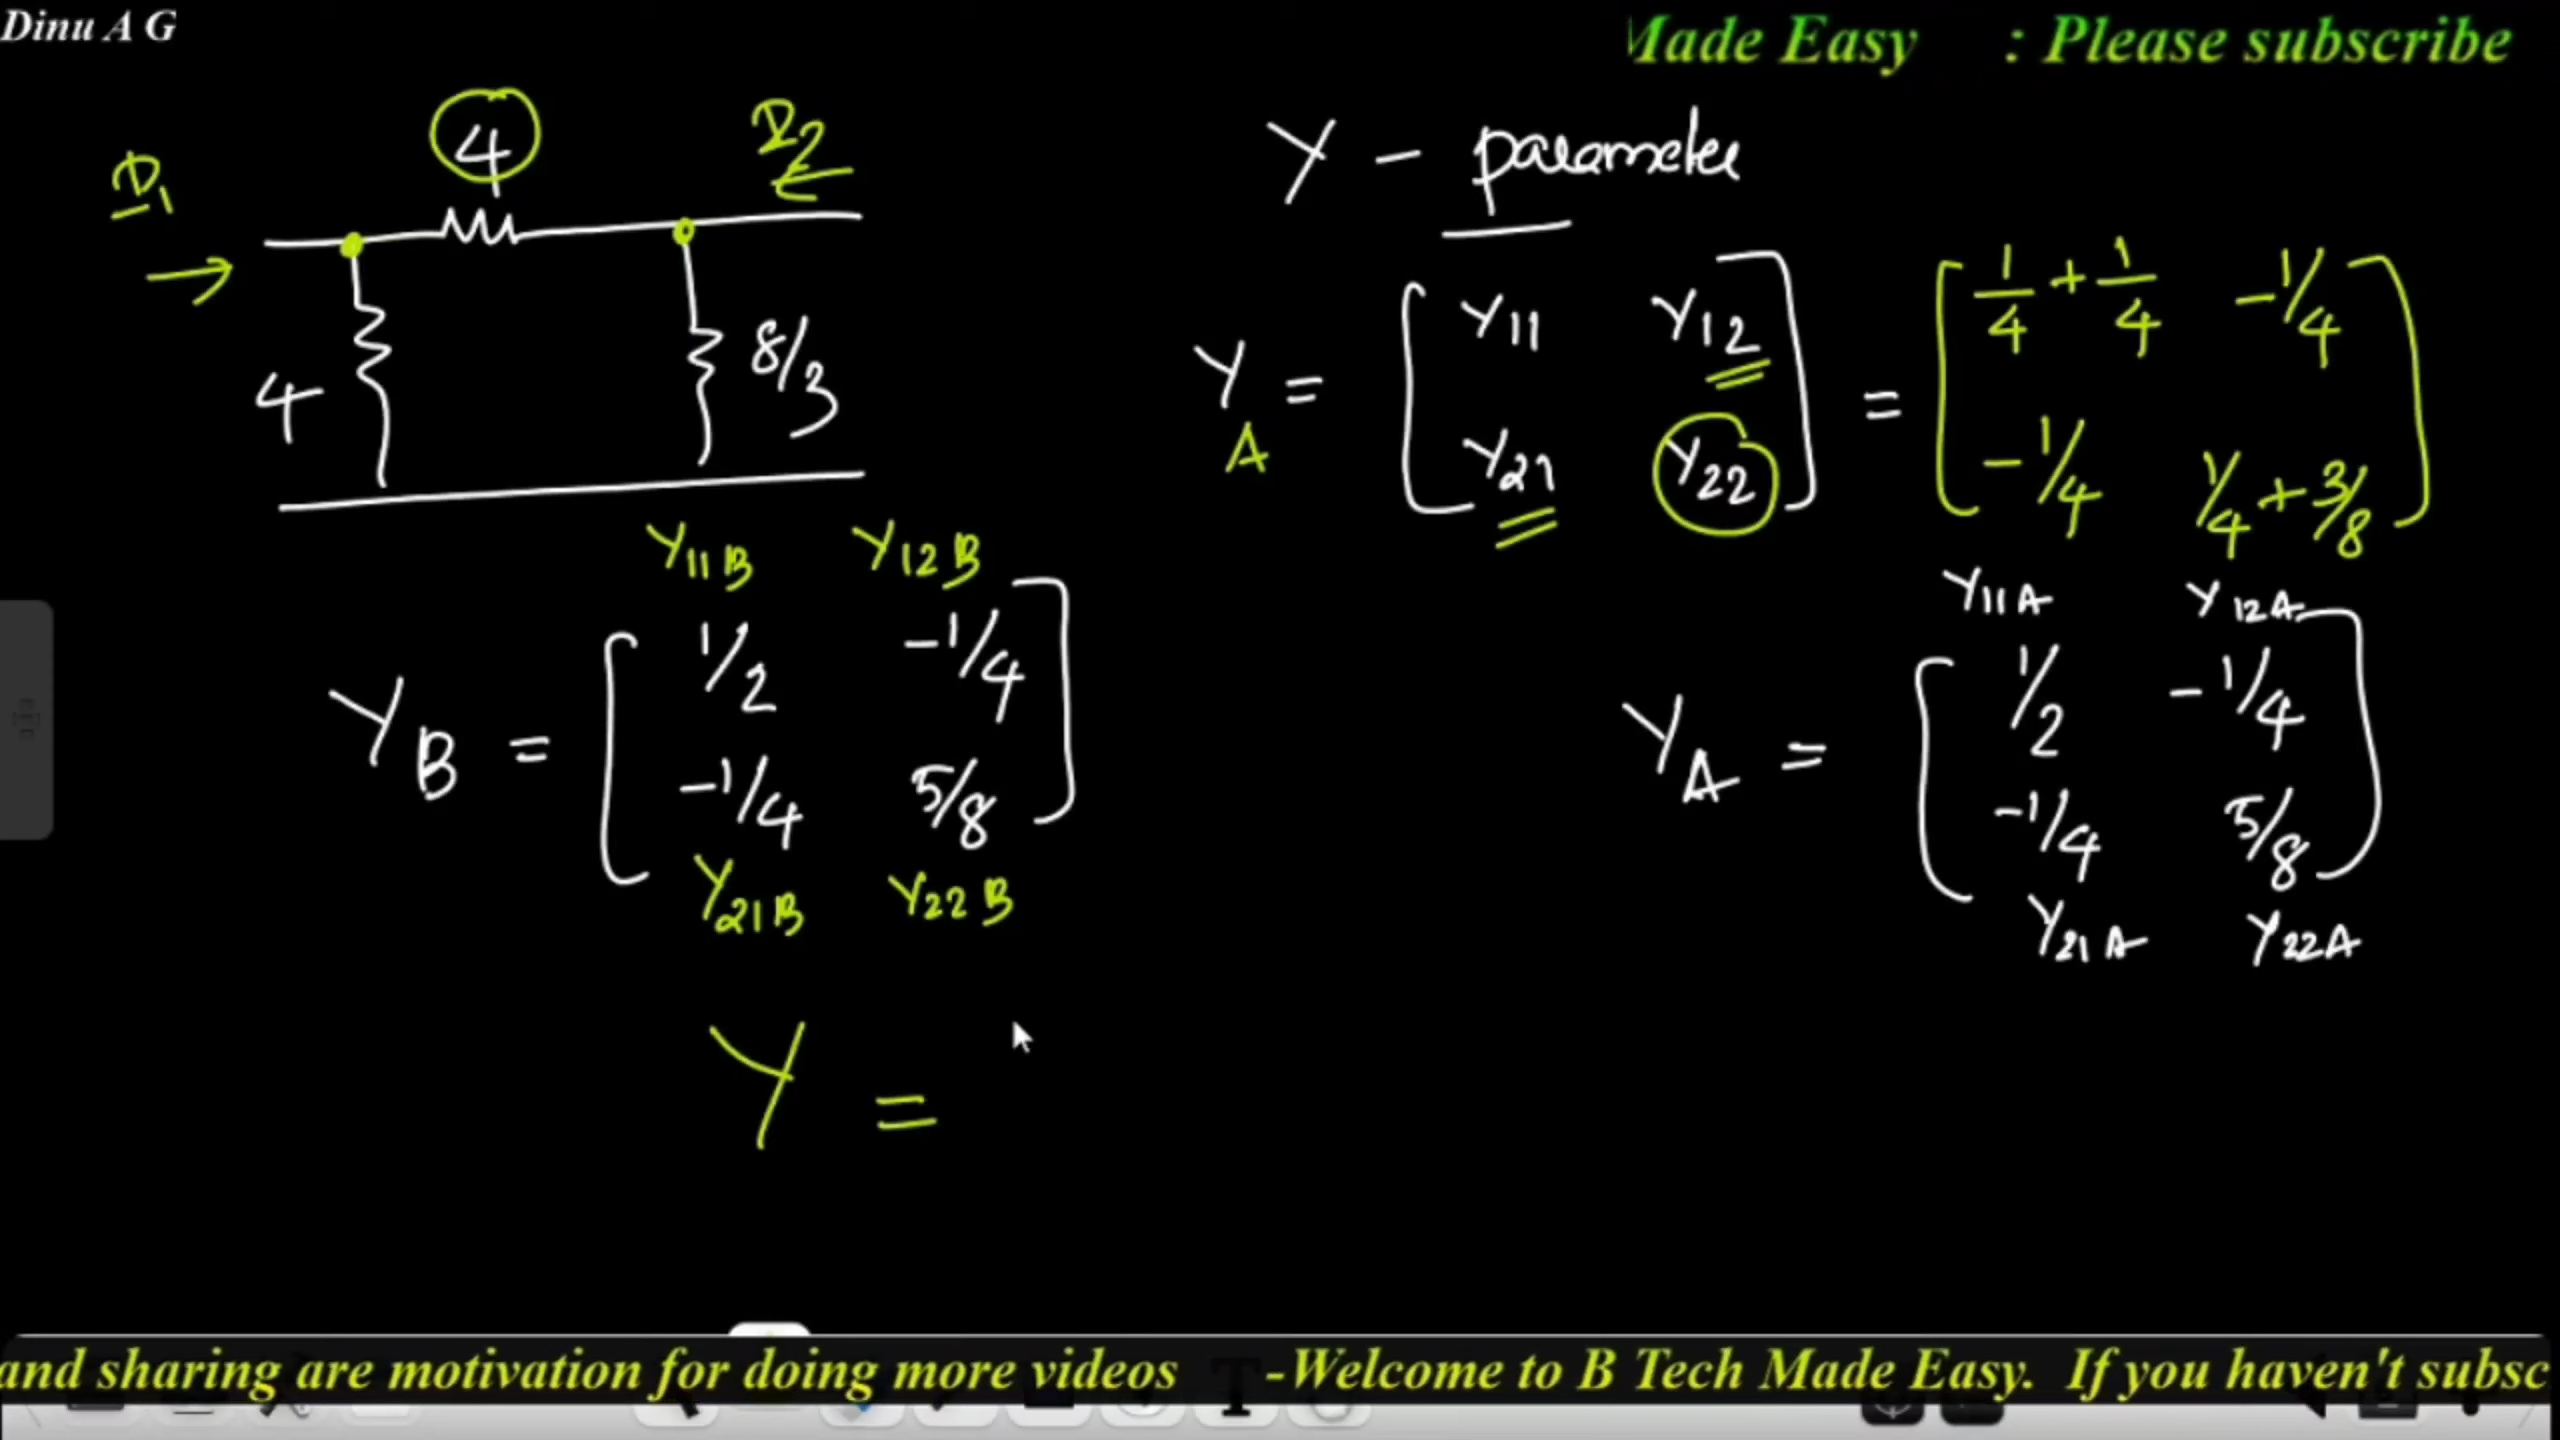 Dinu A G
Made Easy : Please subscribe
4
D1
D2
4
8/3
Y - parameter
Y A = [ Y11 Y12 Y21 Y22 ] = [ 1/4 + 1/4 -1/4 -1/4 1/4 + 3/8 ]
Y11B Y12B
YB = [ 1/2 -1/4 -1/4 5/8 ]
Y21B Y22B
Y11A Y12A
YA = [ 1/2 -1/4 -1/4 5/8 ]
Y21A Y22A
Y =
and sharing are motivation for doing more videos -Welcome to B Tech Made Easy. If you haven't subsc